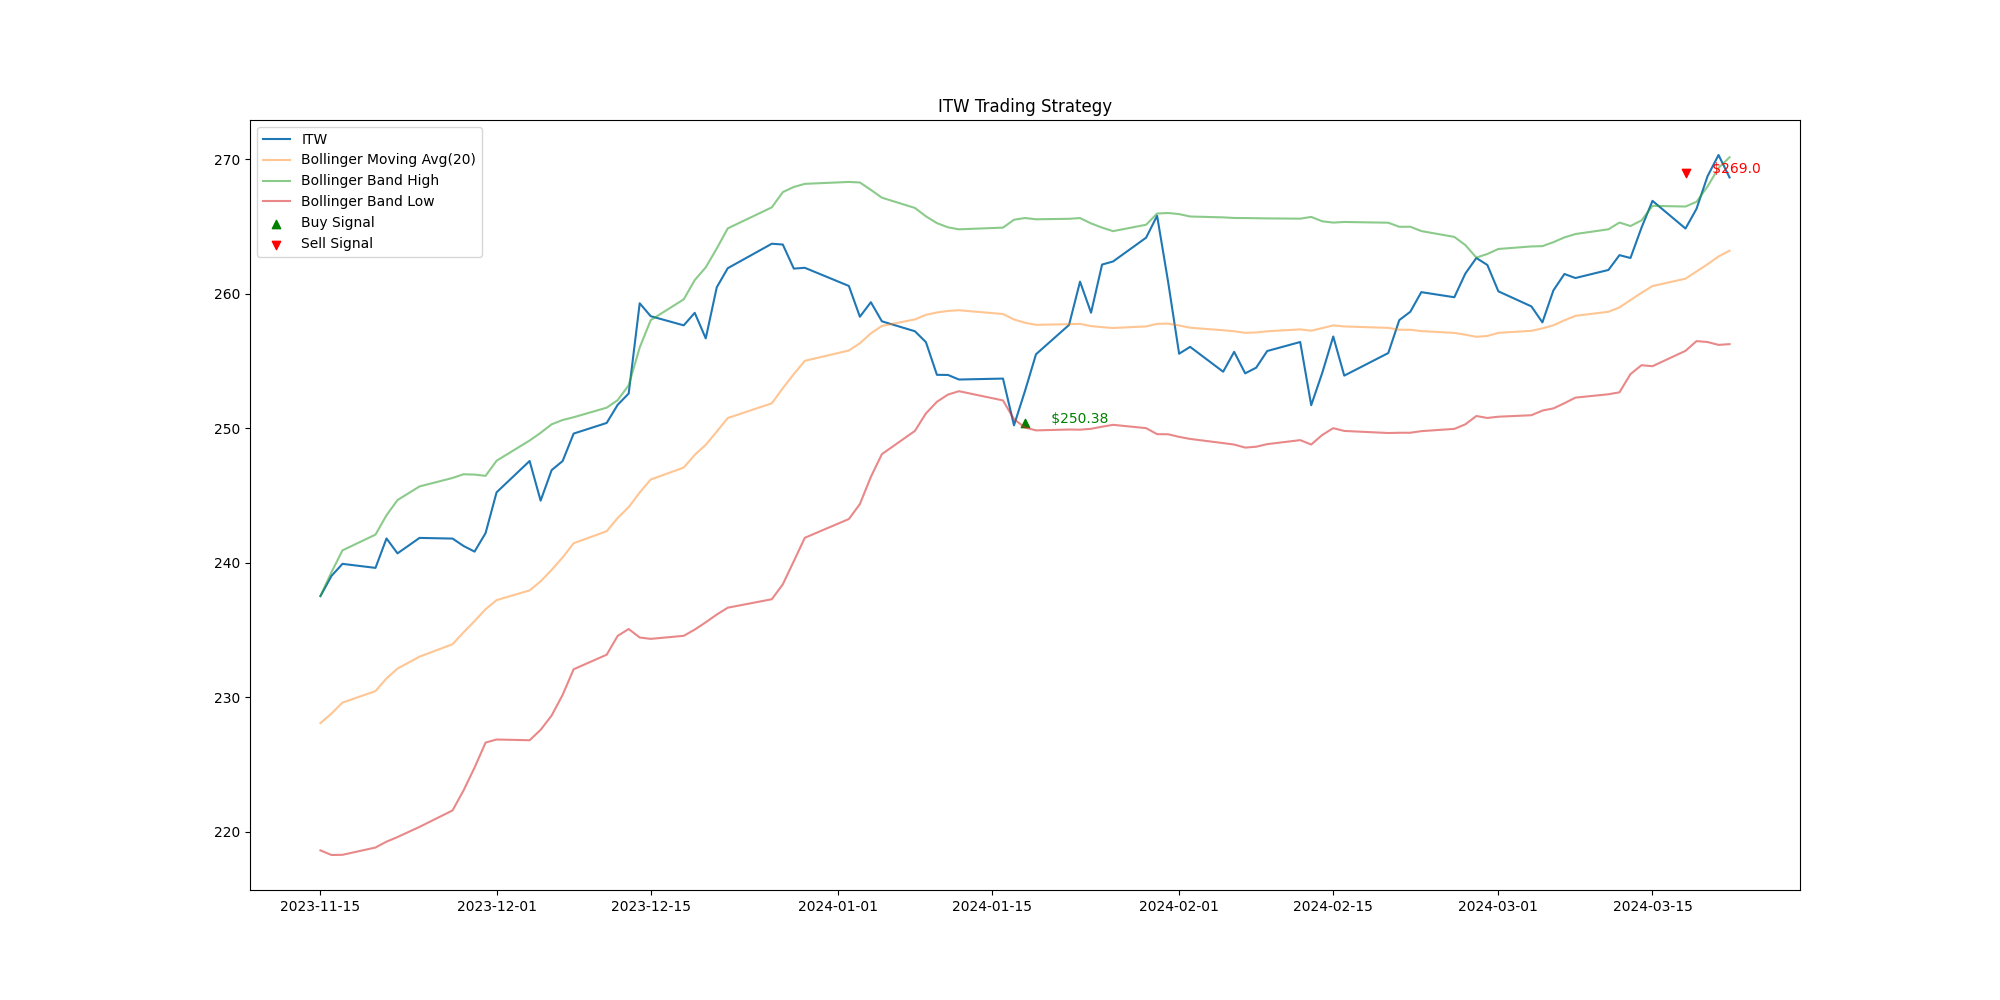 ITW Trading Strategy
ITW
Bollinger Moving Avg(20)
Bollinger Band High
Bollinger Band Low
Buy Signal
Sell Signal
270
260
250
240
230
220
$269.0
$250.38
2023-11-15
2023-12-01
2023-12-15
2024-01-01
2024-01-15
2024-02-01
2024-02-15
2024-03-01
2024-03-15